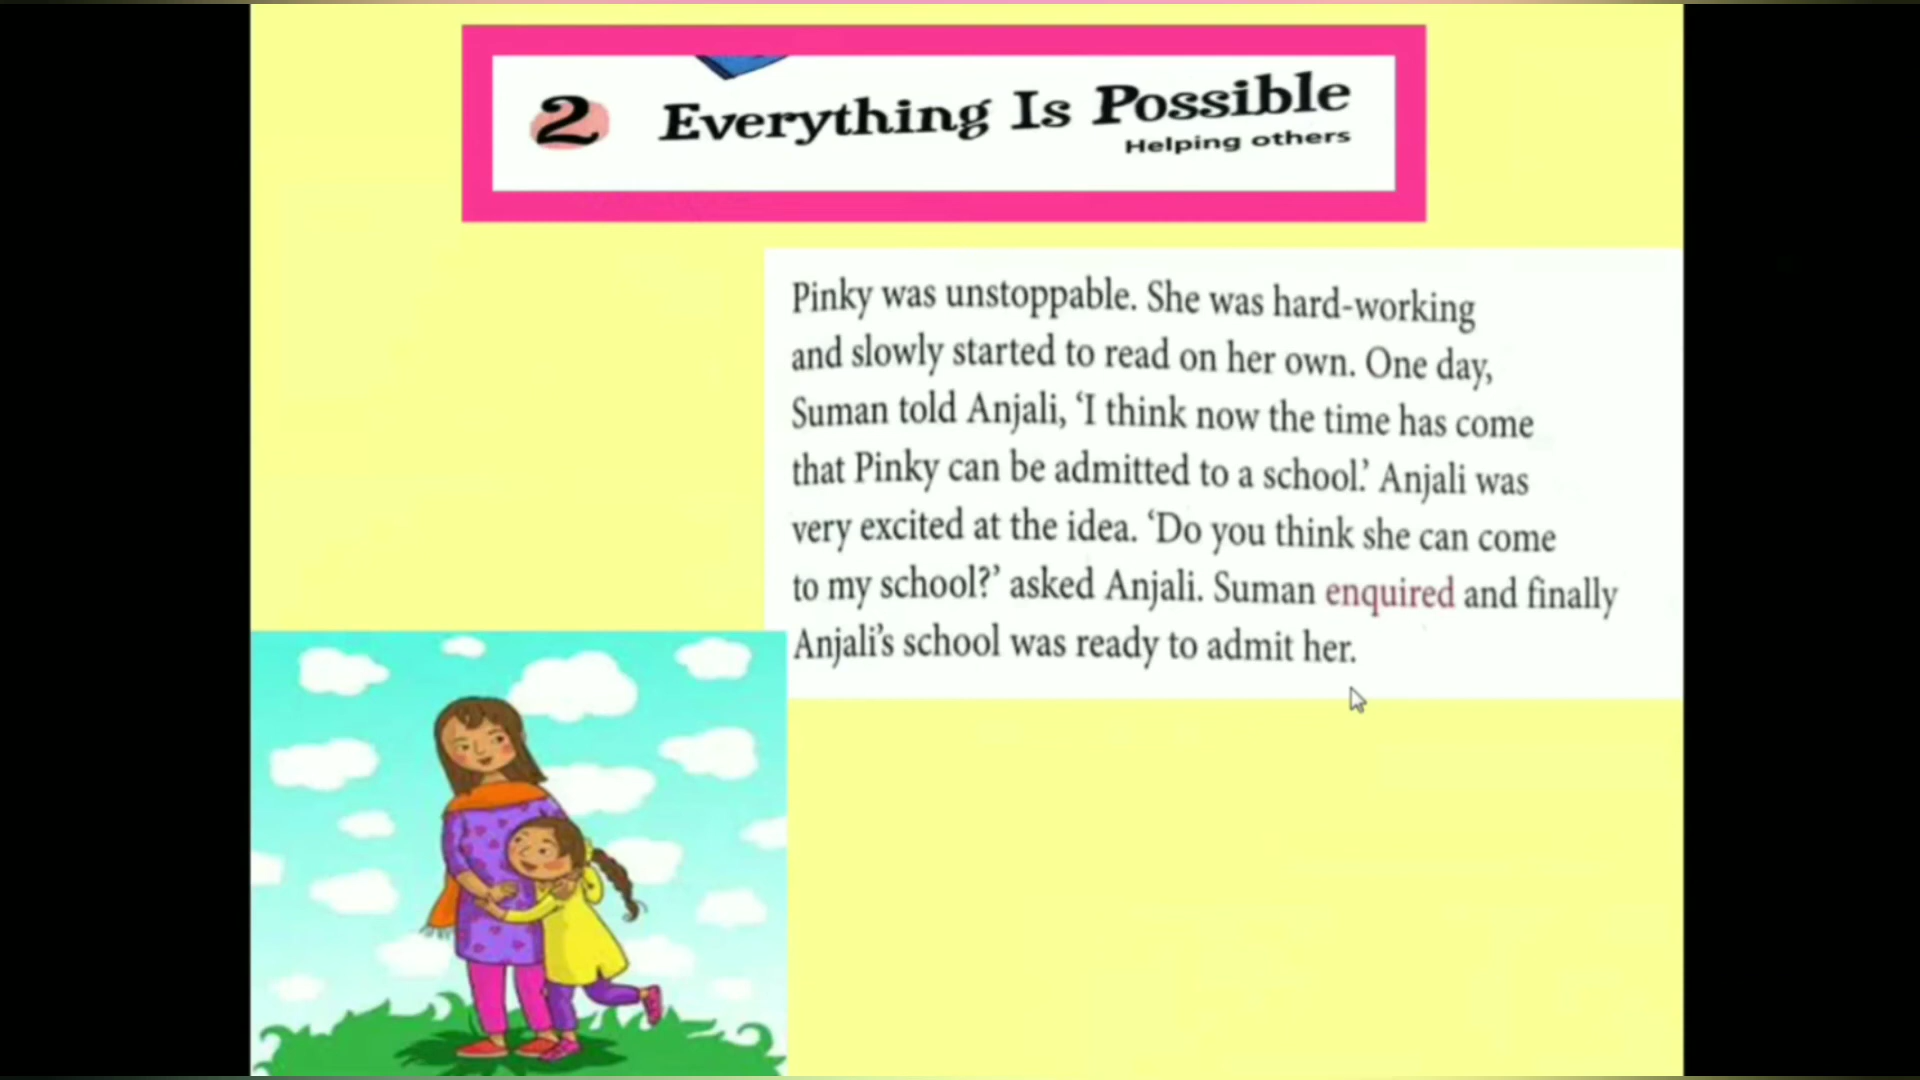 2 Everything Is Possible
Helping others
Pinky was unstoppable. She was hard-working
and slowly started to read on her own. One day,
Suman told Anjali, ‘I think now the time has come
that Pinky can be admitted to a school.’ Anjali was
very excited at the idea. ‘Do you think she can come
to my school?’ asked Anjali. Suman enquired and finally
Anjali’s school was ready to admit her.